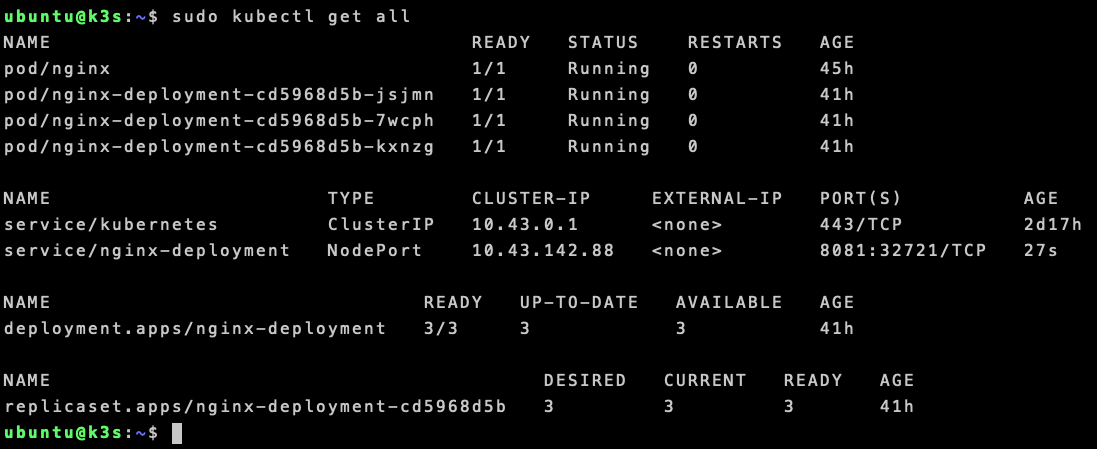 ubuntu@k3s:~$ sudo kubectl get all
NAME READY STATUS RESTARTS AGE
pod/nginx 1/1 Running 0 45h
pod/nginx-deployment-cd5968d5b-jsjmn 1/1 Running 0 41h
pod/nginx-deployment-cd5968d5b-7wcph 1/1 Running 0 41h
pod/nginx-deployment-cd5968d5b-kxnzg 1/1 Running 0 41h
NAME TYPE CLUSTER-IP EXTERNAL-IP PORT(S) AGE
service/kubernetes ClusterIP 10.43.0.1 <none> 443/TCP 2d17h
service/nginx-deployment NodePort 10.43.142.88 <none> 8081:32721/TCP 27s
NAME READY UP-TO-DATE AVAILABLE AGE
deployment.apps/nginx-deployment 3/3 3 3 41h
NAME DESIRED CURRENT READY AGE
replicaset.apps/nginx-deployment-cd5968d5b 3 3 3 41h
ubuntu@k3s:~$